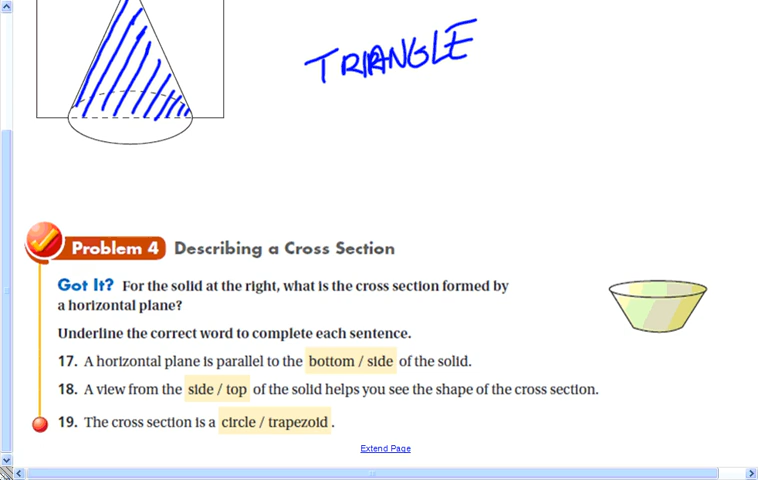 TRIANGLE
Problem 4 Describing a Cross Section
Got It? For the solid at the right, what is the cross section formed by
a horizontal plane?
Underline the correct word to complete each sentence.
17. A horizontal plane is parallel to the bottom / side of the solid.
18. A view from the side / top of the solid helps you see the shape of the cross section.
19. The cross section is a circle / trapezoid.
Extend Page